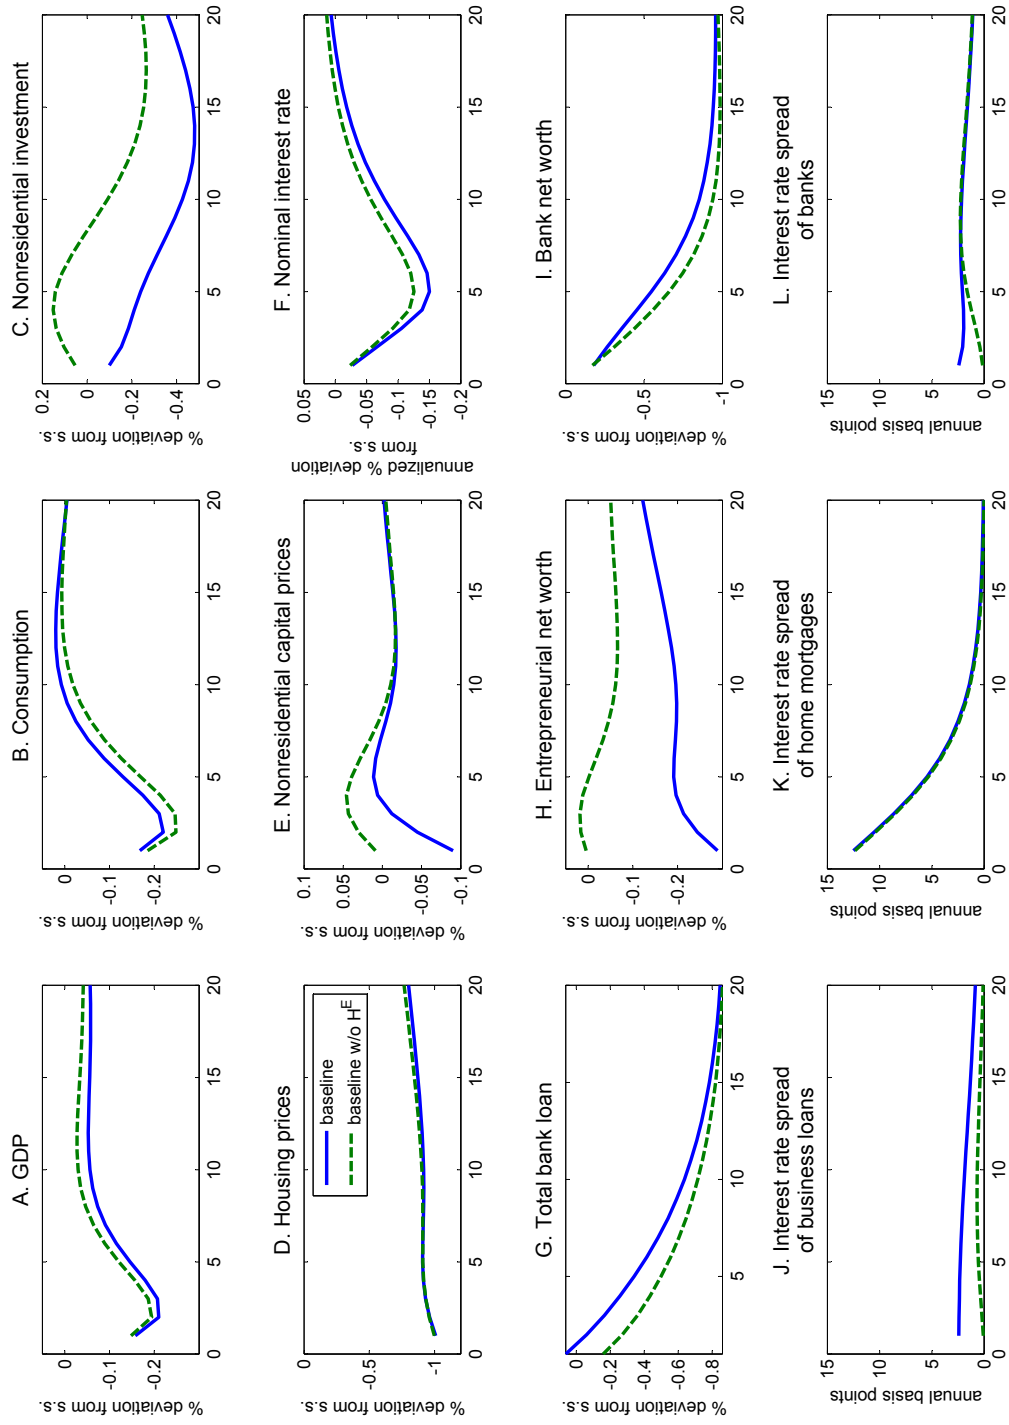 A. GDP
% deviation from s.s.
0
-0.1
-0.2
0 5 10 15 20
B. Consumption
% deviation from s.s.
0
-0.1
-0.2
0 5 10 15 20
C. Nonresidential investment
% deviation from s.s.
0.2
0
-0.2
-0.4
0 5 10 15 20
D. Housing prices
% deviation from s.s.
0
-0.5
-1
baseline
baseline w/o H^E
0 5 10 15 20
E. Nonresidential capital prices
% deviation from s.s.
0.1
0.05
0
-0.05
-0.1
0 5 10 15 20
F. Nominal interest rate
annualized % deviation
from s.s.
0.05
0
-0.05
-0.1
-0.15
-0.2
0 5 10 15 20
G. Total bank loan
% deviation from s.s.
0
-0.2
-0.4
-0.6
-0.8
5 10 15 20
H. Entrepreneurial net worth
% deviation from s.s.
0
-0.2
0 5 10 15 20
I. Bank net worth
% deviation from s.s.
0
-0.5
-1
0 5 10 15 20
J. Interest rate spread
of business loans
annual basis points
15
10
5
0
0 5 10 15 20
K. Interest rate spread
of home mortgages
annual basis points
15
10
5
0
0 5 10 15 20
L. Interest rate spread
of banks
annual basis points
15
10
5
0
0 5 10 15 20